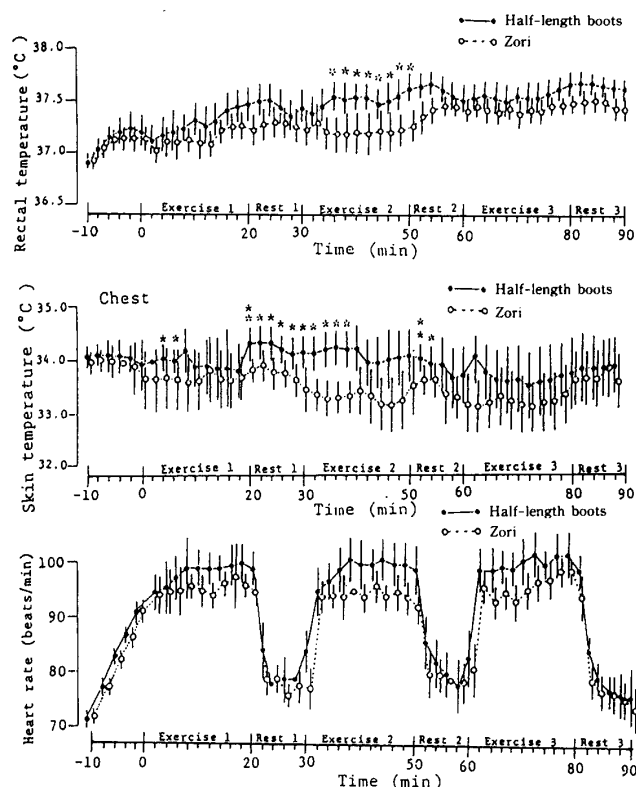 Half-length boots
Zori
38.0
37.5
37.0
36.5
Rectal temperature (°C)
Exercise 1 Rest 1 Exercise 2 Rest 2 Exercise 3 Rest 3
-10 0 20 30 50 60 80 90
Time (min)
Half-length boots
Zori
Chest
35.0
34.0
33.0
32.0
Skin temperature (°C)
Exercise 1 Rest 1 Exercise 2 Rest 2 Exercise 3 Rest 3
-10 0 20 30 50 60 80 90
Time (min)
Half-length boots
Zori
100
90
80
70
Heart rate (beats/min)
Exercise 1 Rest 1 Exercise 2 Rest 2 Exercise 3 Rest 3
-10 0 20 30 50 60 80 90
Time (min)